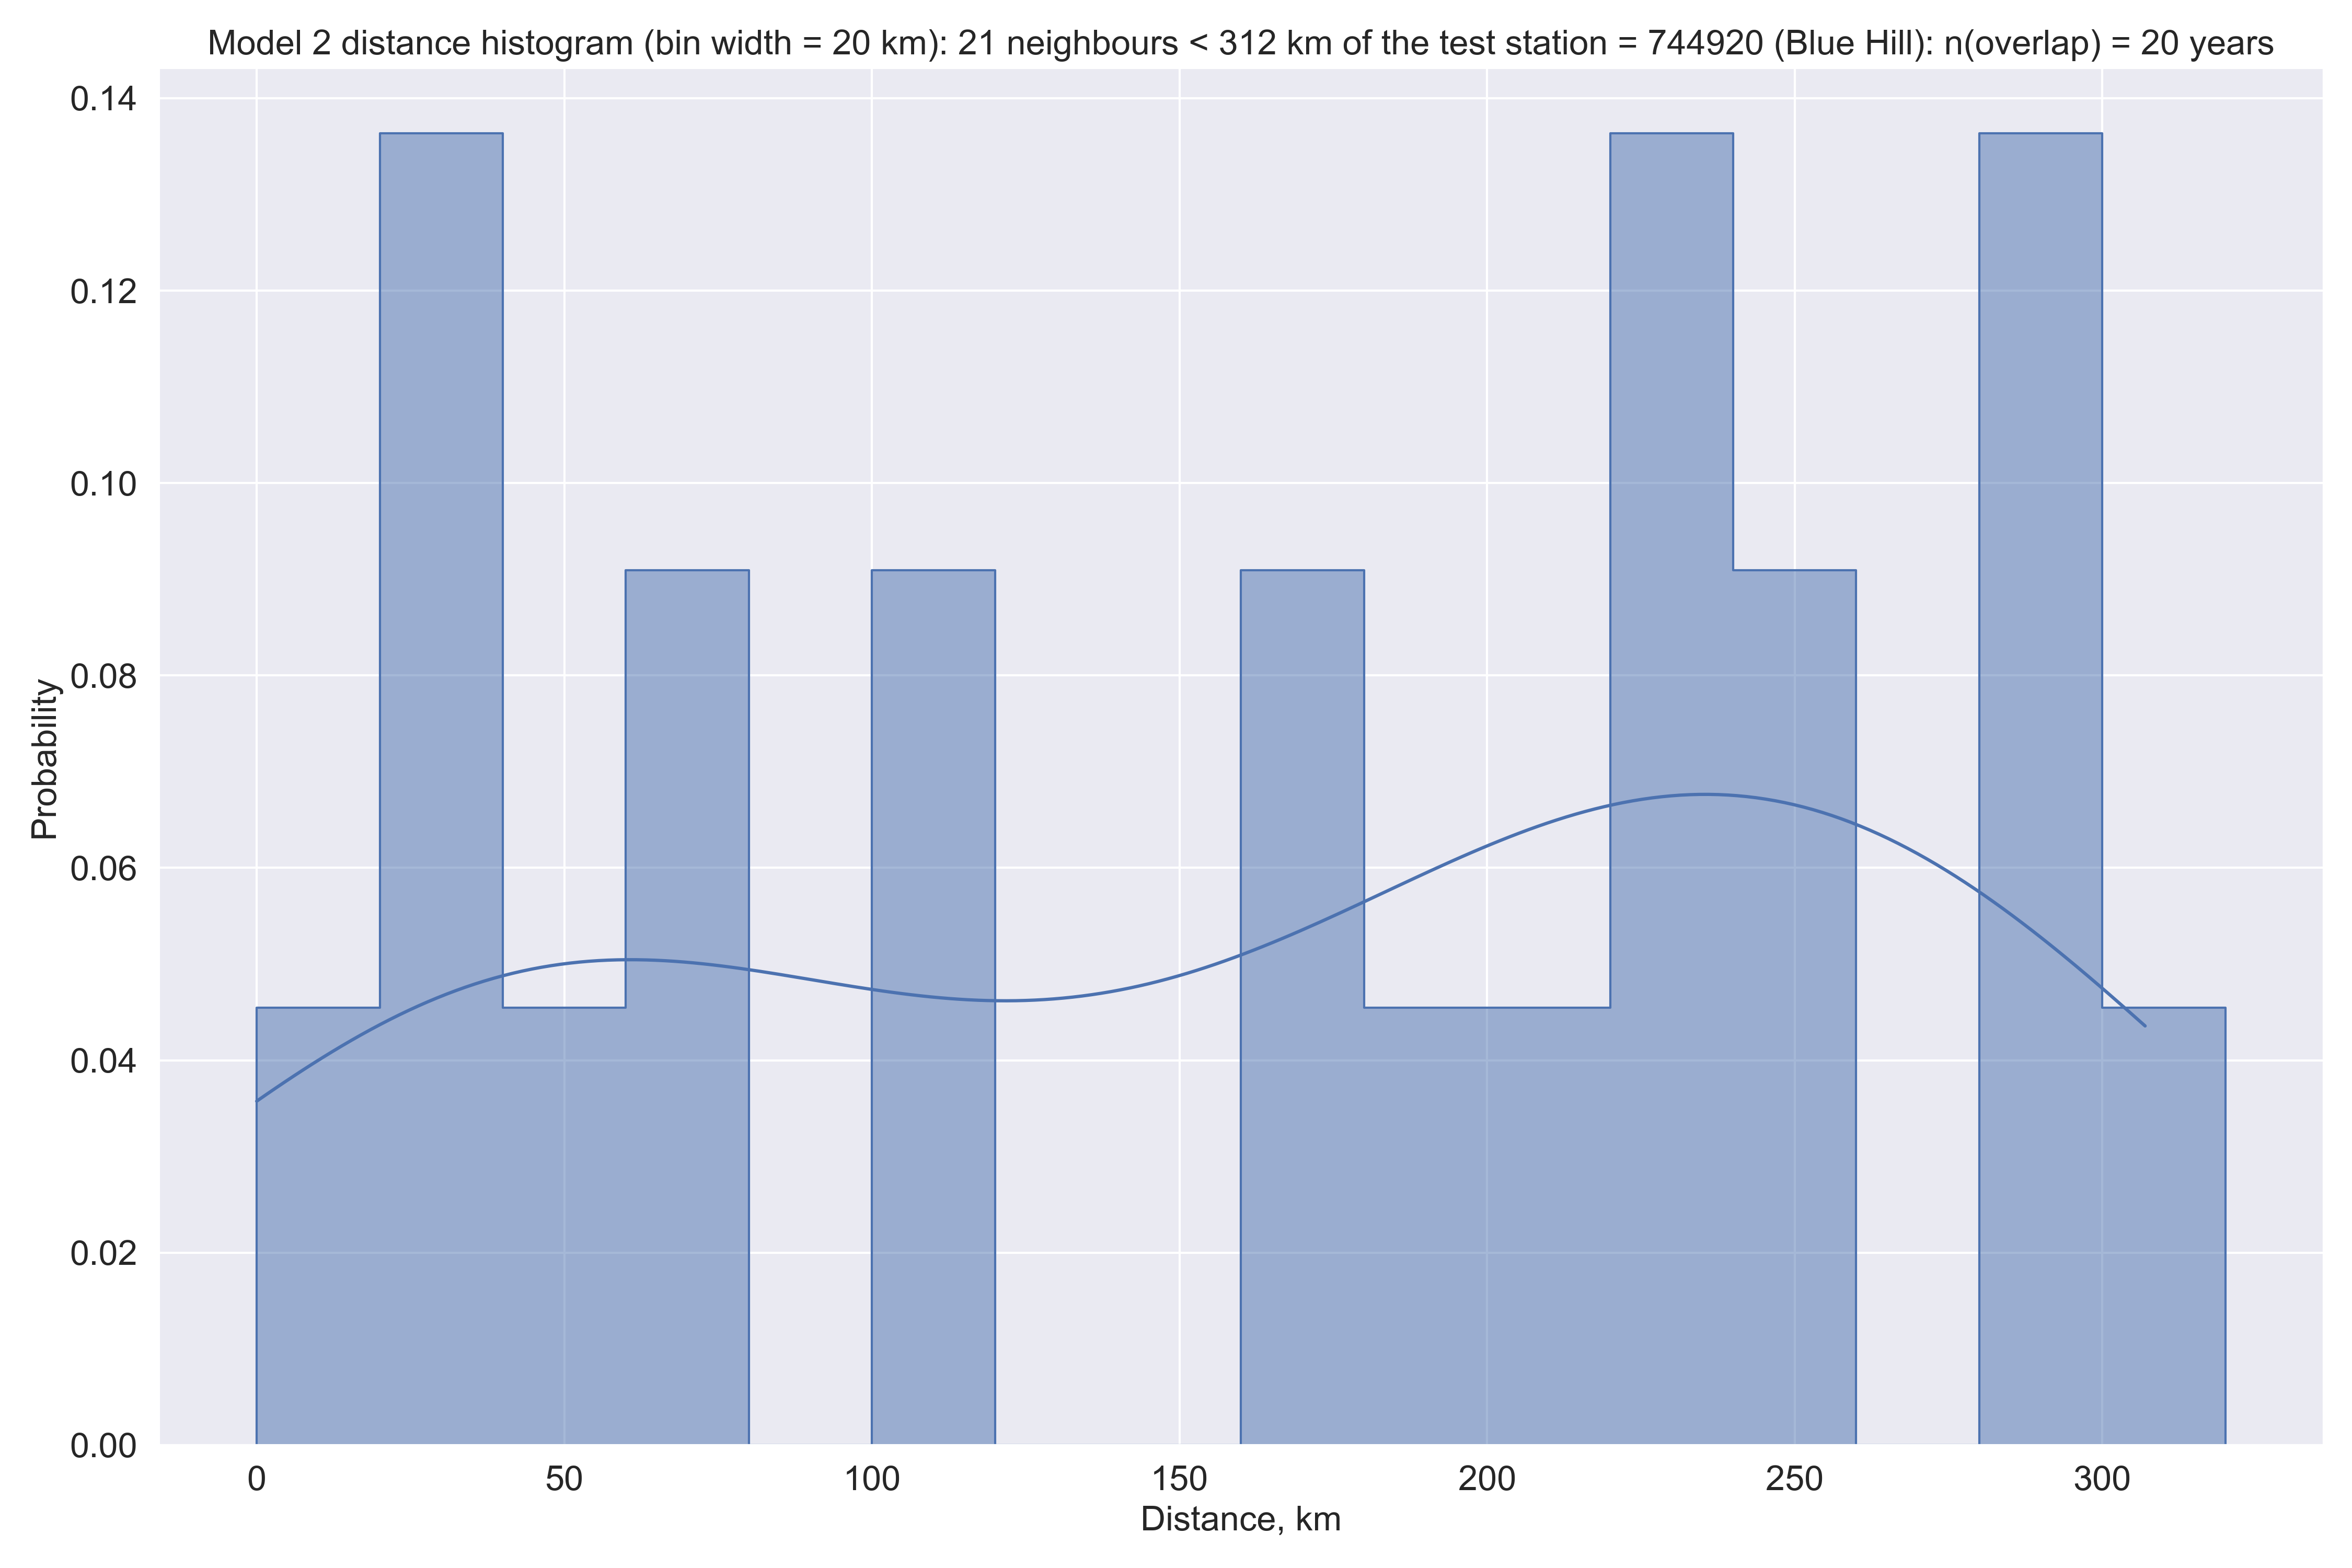 Model 2 distance histogram (bin width = 20 km): 21 neighbours < 312 km of the test station = 744920 (Blue Hill): n(overlap) = 20 years
0.14
0.12
0.10
0.08
0.06
0.04
0.02
0.00
Probability
0 50 100 150 200 250 300
Distance, km